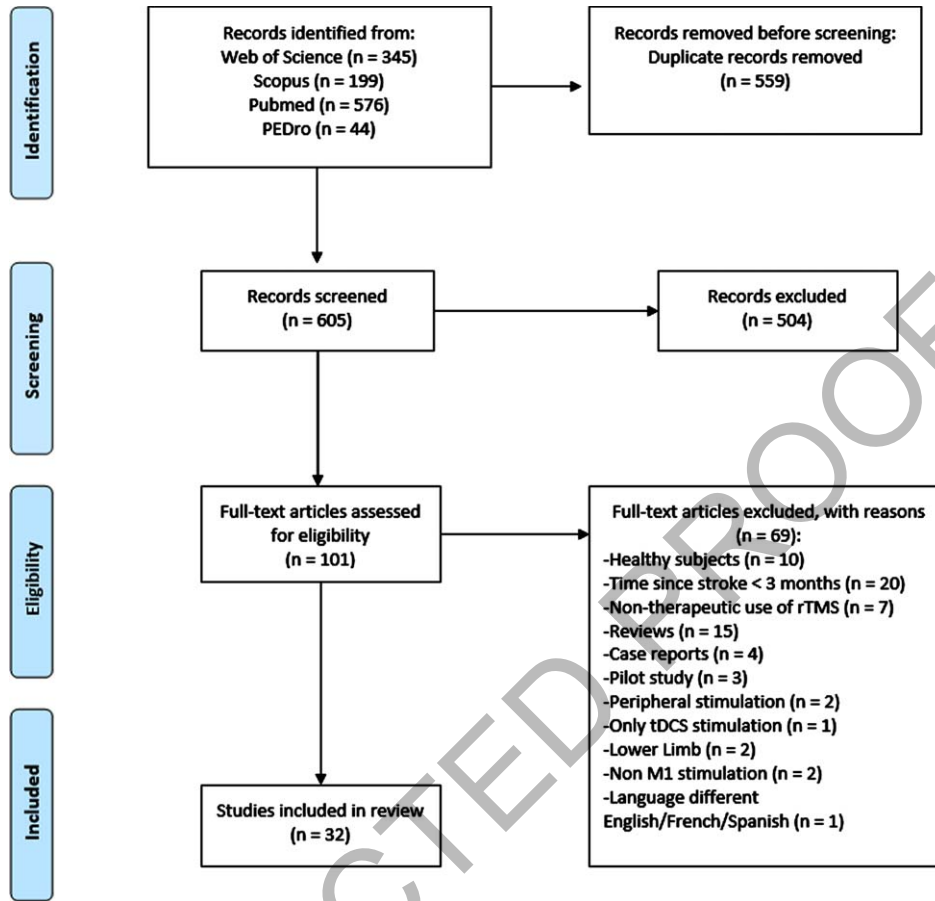 Identification
Records identified from:
Web of Science (n = 345)
Scopus (n = 199)
Pubmed (n = 576)
PEDro (n = 44)
Records removed before screening:
Duplicate records removed
(n = 559)
Screening
Records screened
(n = 605)
Records excluded
(n = 504)
Eligibility
Full-text articles assessed
for eligibility
(n = 101)
Full-text articles excluded, with reasons
(n = 69):
-Healthy subjects (n = 10)
-Time since stroke < 3 months (n = 20)
-Non-therapeutic use of rTMS (n = 7)
-Reviews (n = 15)
-Case reports (n = 4)
-Pilot study (n = 3)
-Peripheral stimulation (n = 2)
-Only tDCS stimulation (n = 1)
-Lower Limb (n = 2)
-Non M1 stimulation (n = 2)
-Language different
English/French/Spanish (n = 1)
Included
Studies included in review
(n = 32)
CTED PROOF